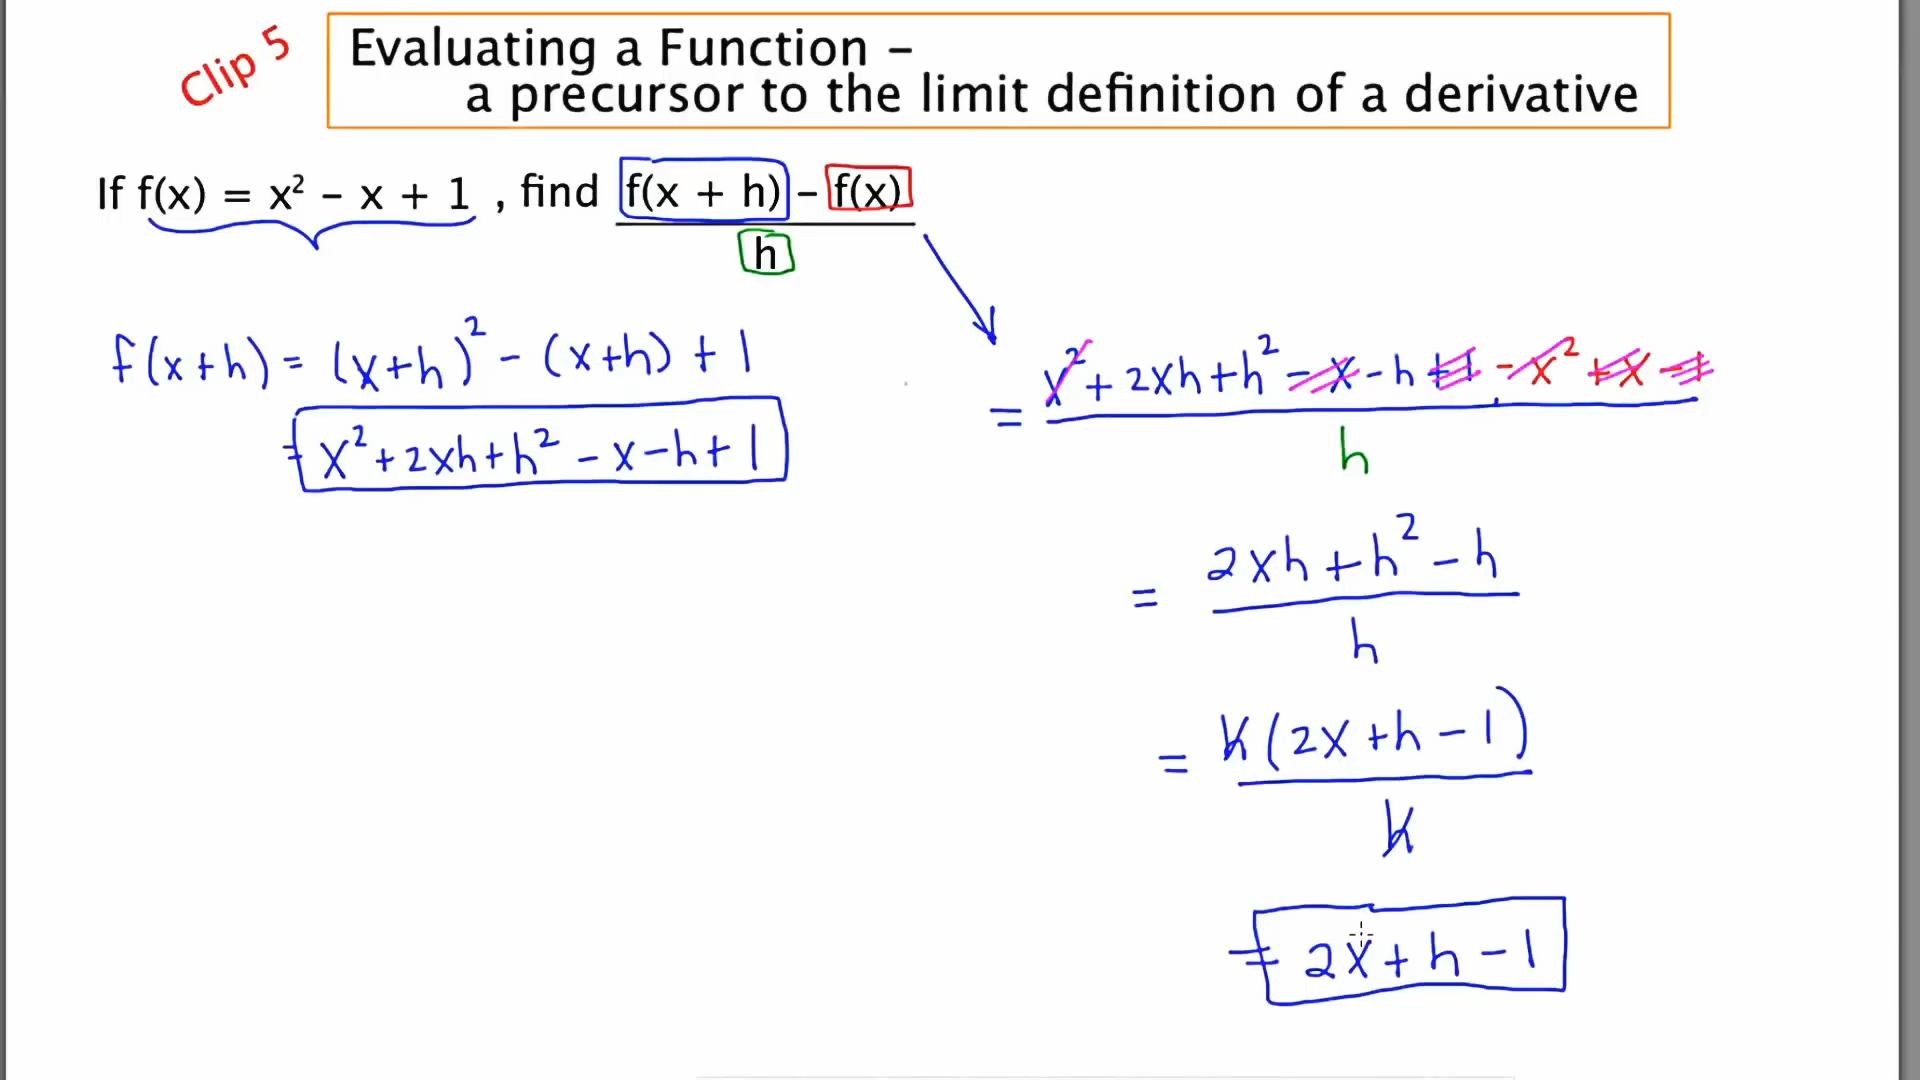 Clip 5
Evaluating a Function –
a precursor to the limit definition of a derivative
If f(x) = x² – x + 1 , find f(x + h) – f(x)
h
f(x+h) = (x+h)² - (x+h) + 1
= x² + 2xh + h² - x - h + 1
= x² + 2xh + h² - x - h + 1 - x² + x - 1
h
= 2xh + h² - h
h
= h(2x + h - 1)
h
= 2x + h - 1